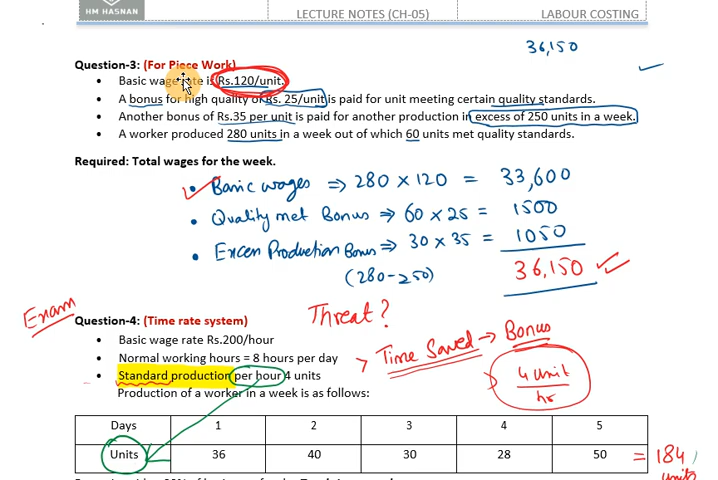 HM HASNAN
LECTURE NOTES (CH-05)
LABOUR COSTING
36,150
Question-3: (For Piece Work)
• Basic wage rate is Rs.120/unit.
• A bonus for high quality of Rs. 25/unit is paid for unit meeting certain quality standards.
• Another bonus of Rs.35 per unit is paid for another production in excess of 250 units in a week.
• A worker produced 280 units in a week out of which 60 units met quality standards.
Required: Total wages for the week.
• Basic wages ⇒ 280 × 120 = 33,600
• Quality met Bonus ⇒ 60 × 25 = 1500
• Excen Production Bonus ⇒ 30 × 35 = 1050
(280-250)
36,150
Exam
Threat?
Question-4: (Time rate system)
• Basic wage rate Rs.200/hour
• Normal working hours = 8 hours per day
> Time Saved → Bonus
• Standard production per hour 4 units
4 unit
hr
Production of a worker in a week is as follows:
Days 1 2 3 4 5
Units 36 40 30 28 50 = 184
units